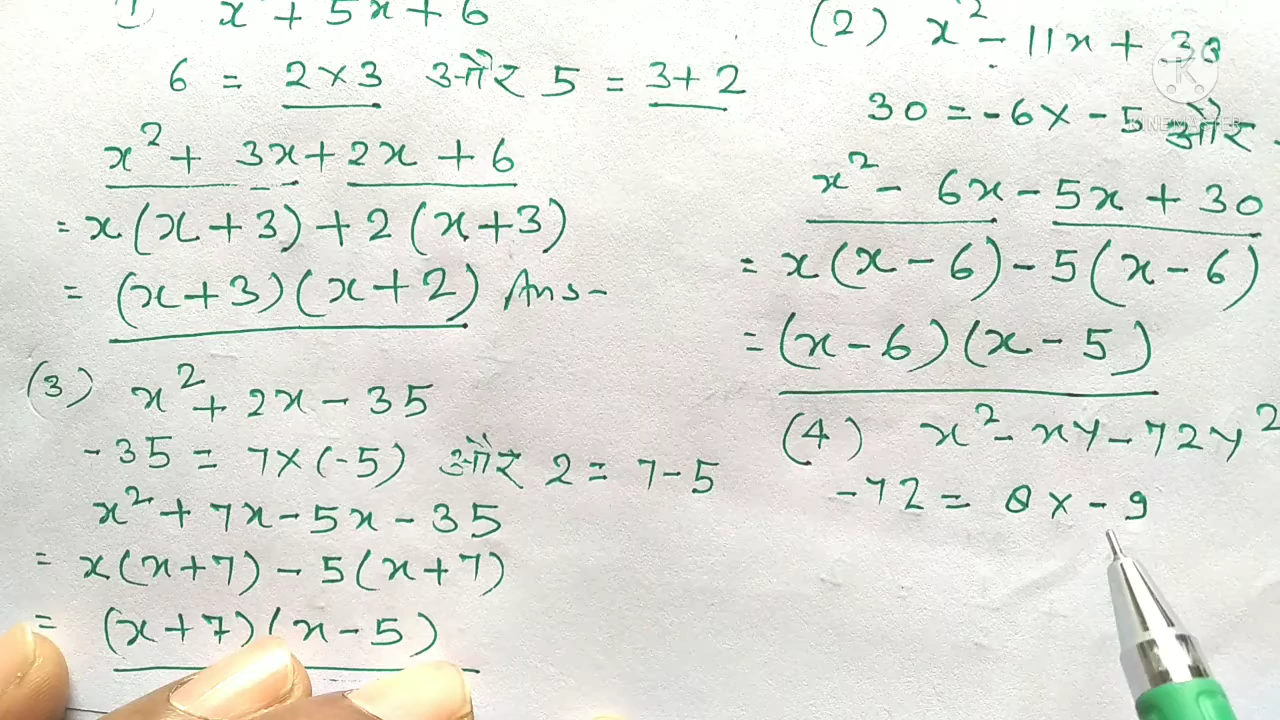 1 x² + 5x + 6
6 = 2×3 और 5 = 3+2
x² + 3x + 2x + 6
= x(x+3) + 2(x+3)
= (x+3)(x+2) Ans-
(2) x² - 11x + 30
30 = -6× -5 और
x² - 6x - 5x + 30
= x(x-6) - 5(x-6)
= (x-6)(x-5)
(3) x² + 2x - 35
-35 = 7×(-5) और 2 = 7-5
x² + 7x - 5x - 35
= x(x+7) - 5(x+7)
= (x+7)(x-5)
(4) x² - xy - 72y²
-72 = 8× -9
K
KINEMASTER